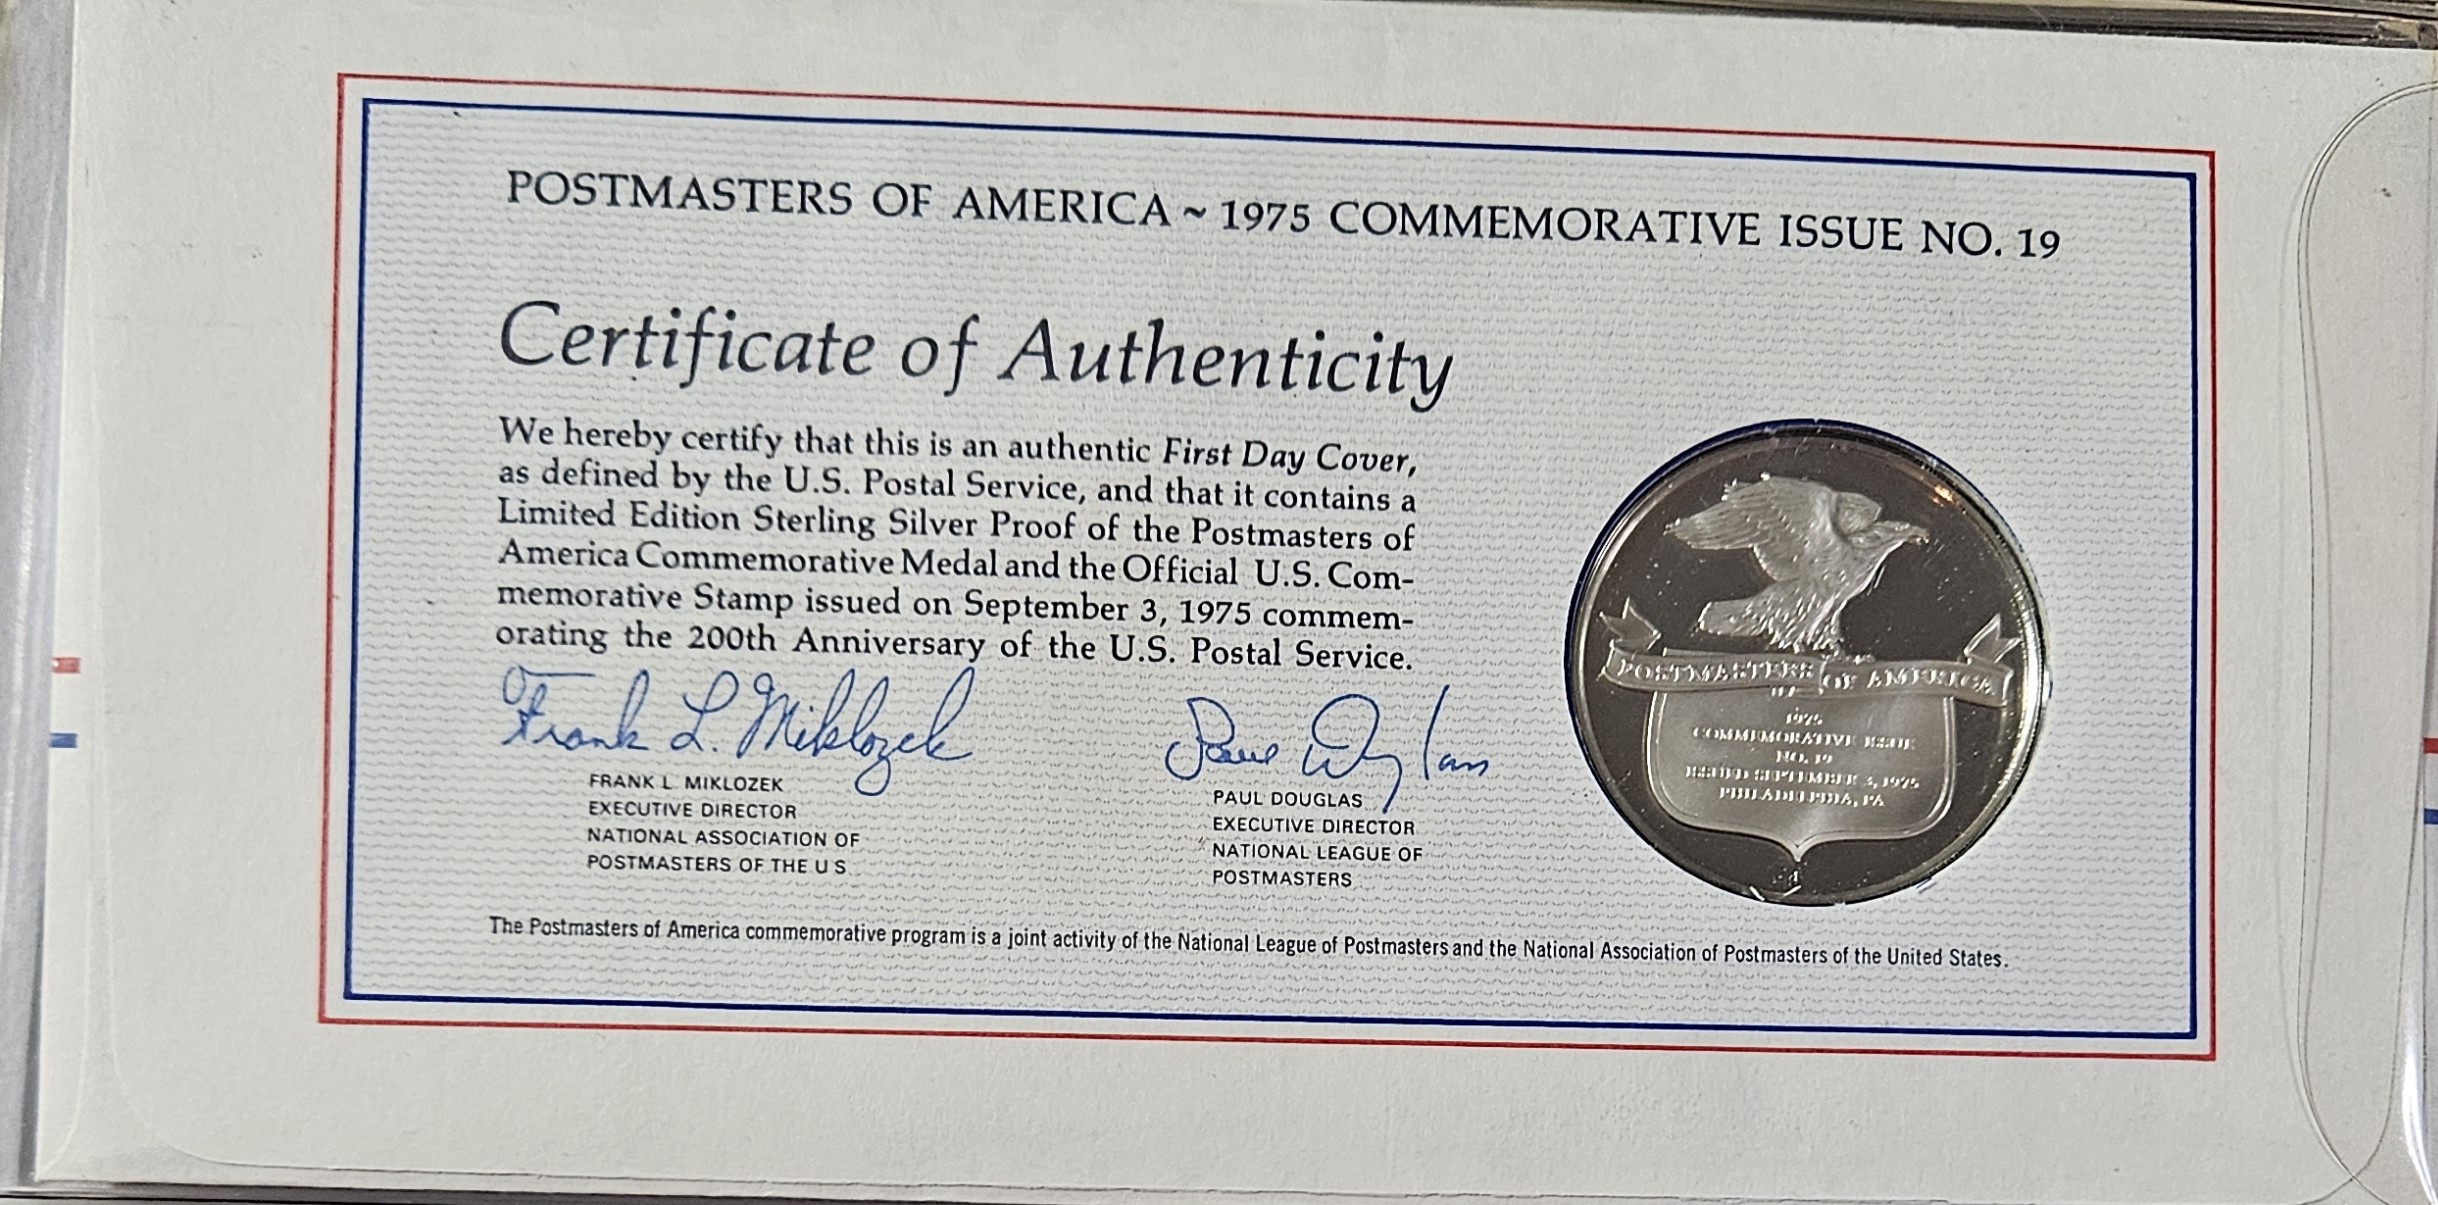 POSTMASTERS OF AMERICA ~ 1975 COMMEMORATIVE ISSUE NO. 19
Certificate of Authenticity
We hereby certify that this is an authentic First Day Cover,
as defined by the U.S. Postal Service, and that it contains a
Limited Edition Sterling Silver Proof of the Postmasters of
America Commemorative Medal and the Official U.S. Com-
memorative Stamp issued on September 3, 1975 commem-
orating the 200th Anniversary of the U.S. Postal Service.
Frank L. Miklozek
FRANK L. MIKLOZEK
EXECUTIVE DIRECTOR
NATIONAL ASSOCIATION OF
POSTMASTERS OF THE U S
Paul Douglas
PAUL DOUGLAS
EXECUTIVE DIRECTOR
NATIONAL LEAGUE OF
POSTMASTERS
POSTMASTERS OF AMERICA
1975
COMMEMORATIVE ISSUE
NO. 19
ISSUED SEPTEMBER 3, 1975
PHILADELPHIA, PA
The Postmasters of America commemorative program is a joint activity of the National League of Postmasters and the National Association of Postmasters of the United States.